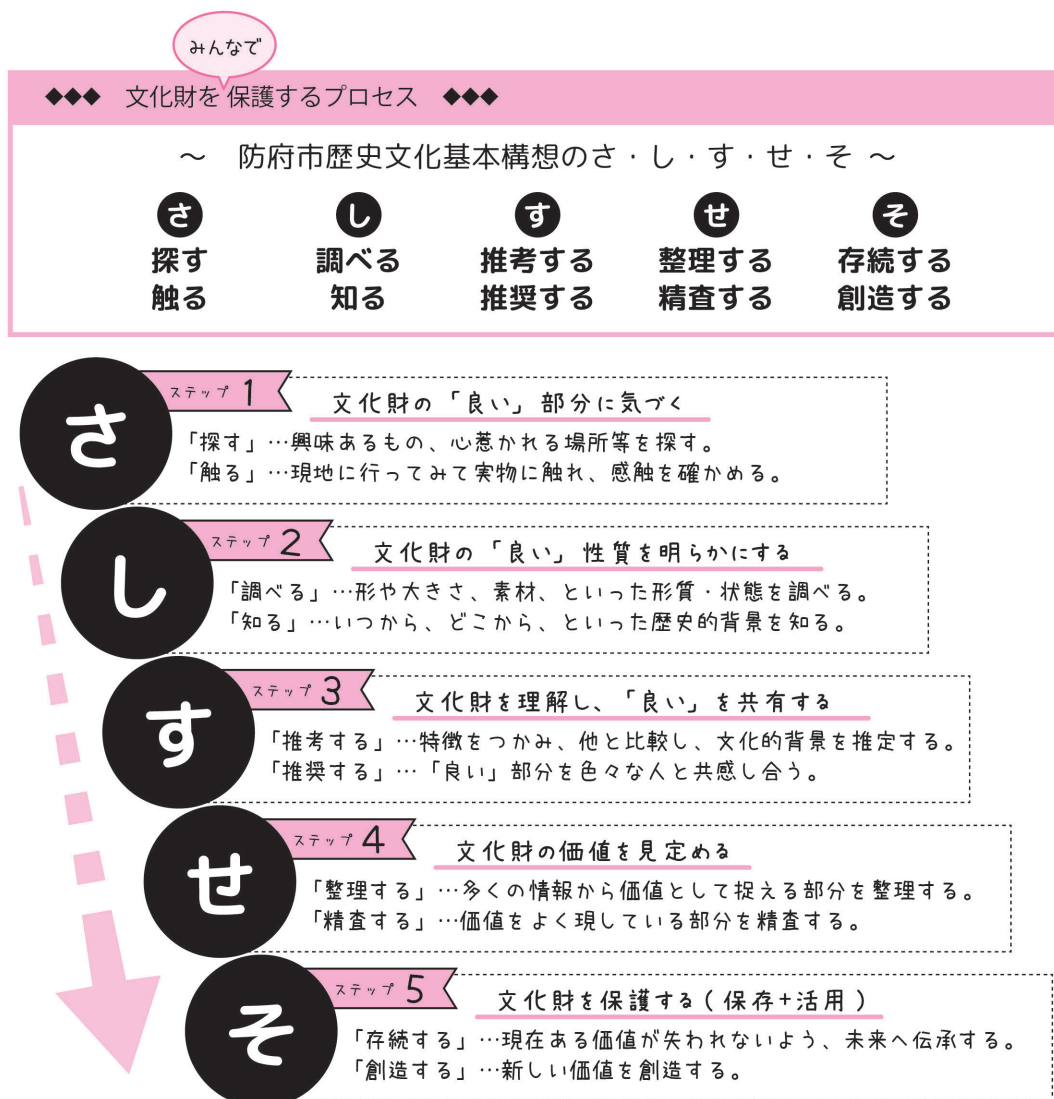 みんなで
◆◆◆ 文化財を 保護するプロセス ◆◆◆
～ 防府市歴史文化基本構想のさ・し・す・せ・そ ～
さ し す せ そ
探す 調べる 推考する 整理する 存続する
触る 知る 推奨する 精査する 創造する
さ
ステップ 1
文化財の「良い」部分に気づく
「探す」…興味あるもの、心惹かれる場所等を探す。
「触る」…現地に行ってみて実物に触れ、感触を確かめる。
し
ステップ 2
文化財の「良い」性質を明らかにする
「調べる」…形や大きさ、素材、といった形質・状態を調べる。
「知る」…いつから、どこから、といった歴史的背景を知る。
す
ステップ 3
文化財を理解し、「良い」を共有する
「推考する」…特徴をつかみ、他と比較し、文化的背景を推定する。
「推奨する」…「良い」部分を色々な人と共感し合う。
せ
ステップ 4
文化財の価値を見定める
「整理する」…多くの情報から価値として捉える部分を整理する。
「精査する」…価値をよく現している部分を精査する。
そ
ステップ 5
文化財を保護する(保存+活用)
「存続する」…現在ある価値が失われないよう、未来へ伝承する。
「創造する」…新しい価値を創造する。